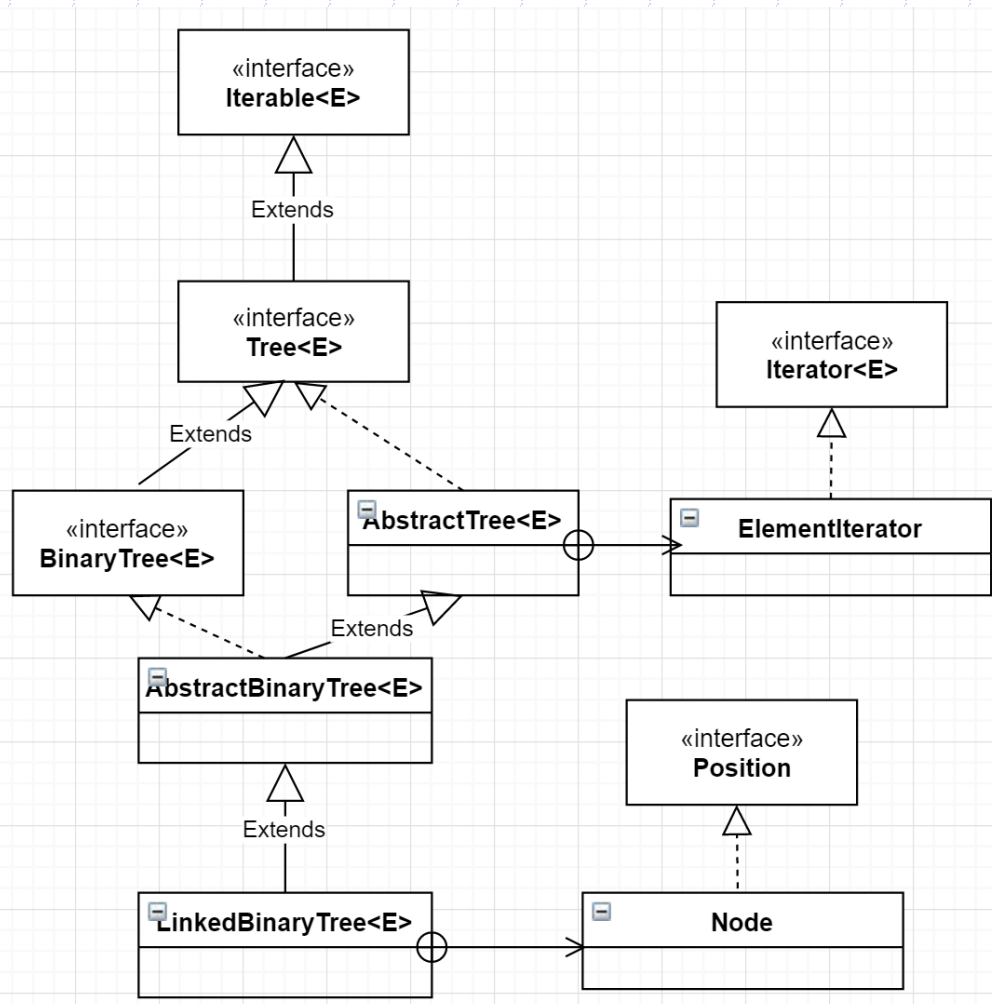 «interface»
Iterable<E>
Extends
«interface»
Tree<E>
«interface»
Iterator<E>
Extends
«interface»
BinaryTree<E>
AbstractTree<E>
ElementIterator
Extends
AbstractBinaryTree<E>
«interface»
Position
Extends
LinkedBinaryTree<E>
Node